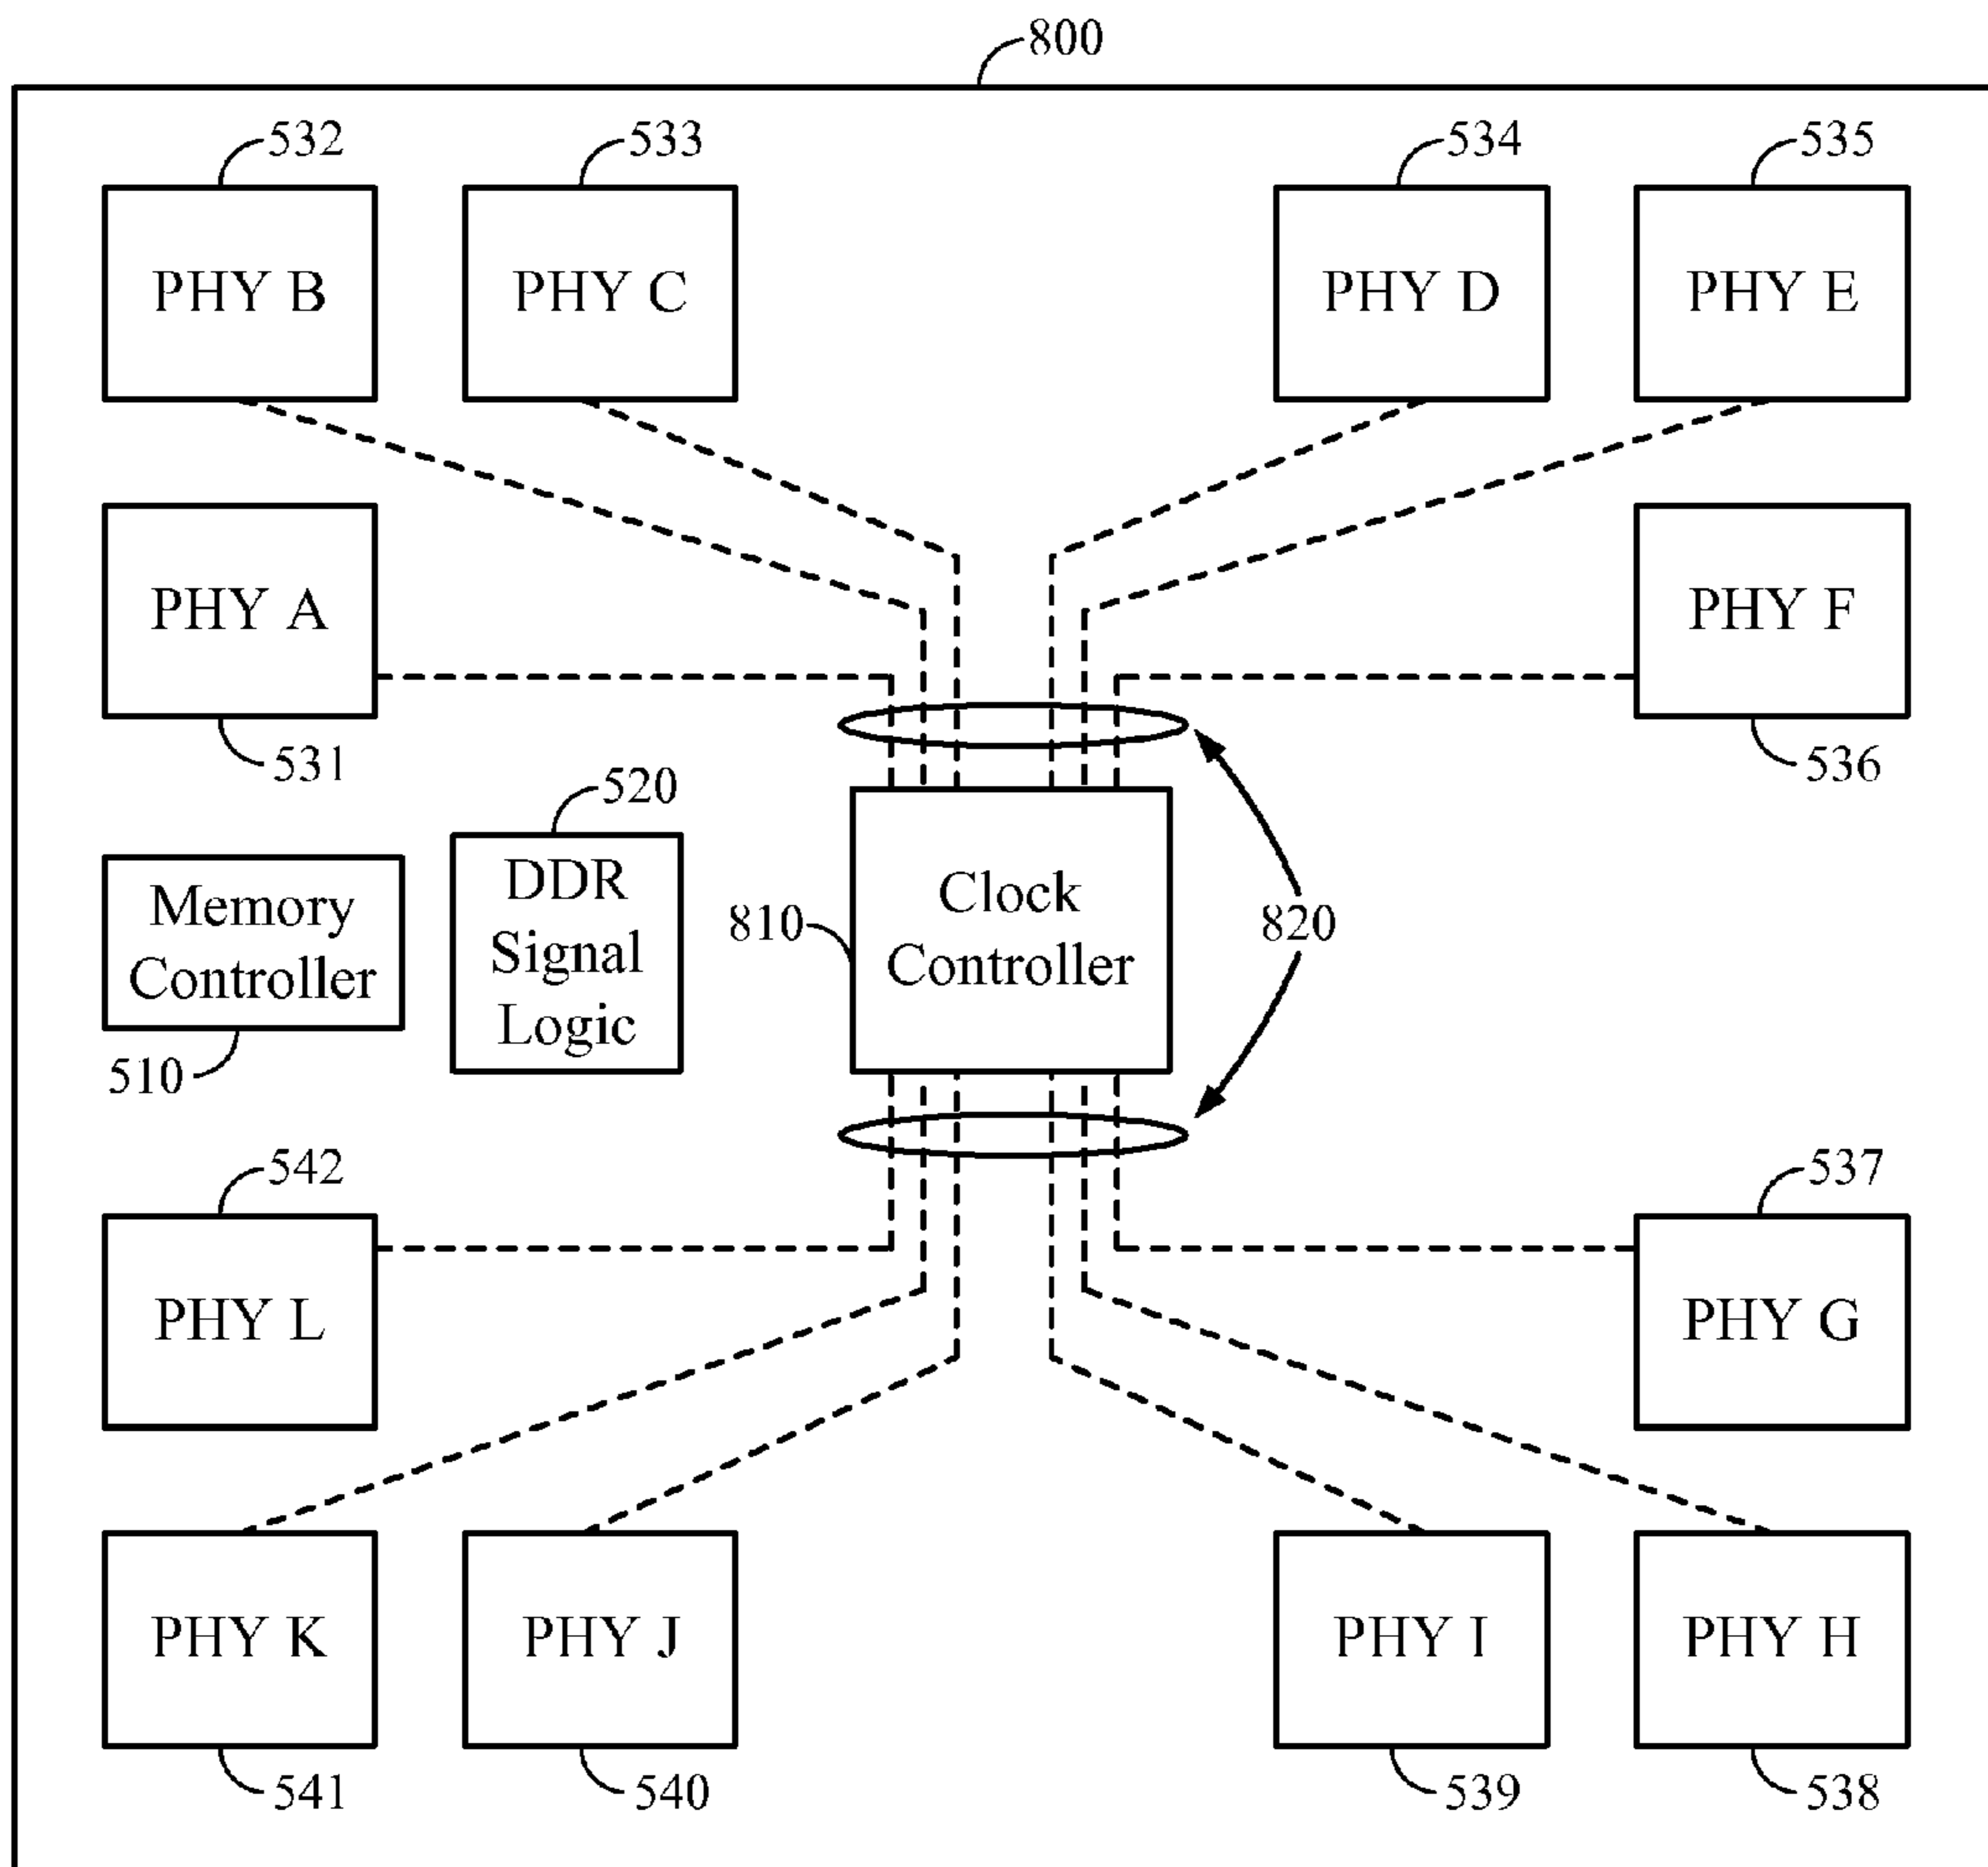 800
532
533
534
535
PHY B
PHY C
PHY D
PHY E
PHY A
PHY F
531
536
520
Memory
Controller
510
DDR
Signal
Logic
810
Clock
Controller
820
542
537
PHY L
PHY G
PHY K
PHY J
PHY I
PHY H
541
540
539
538